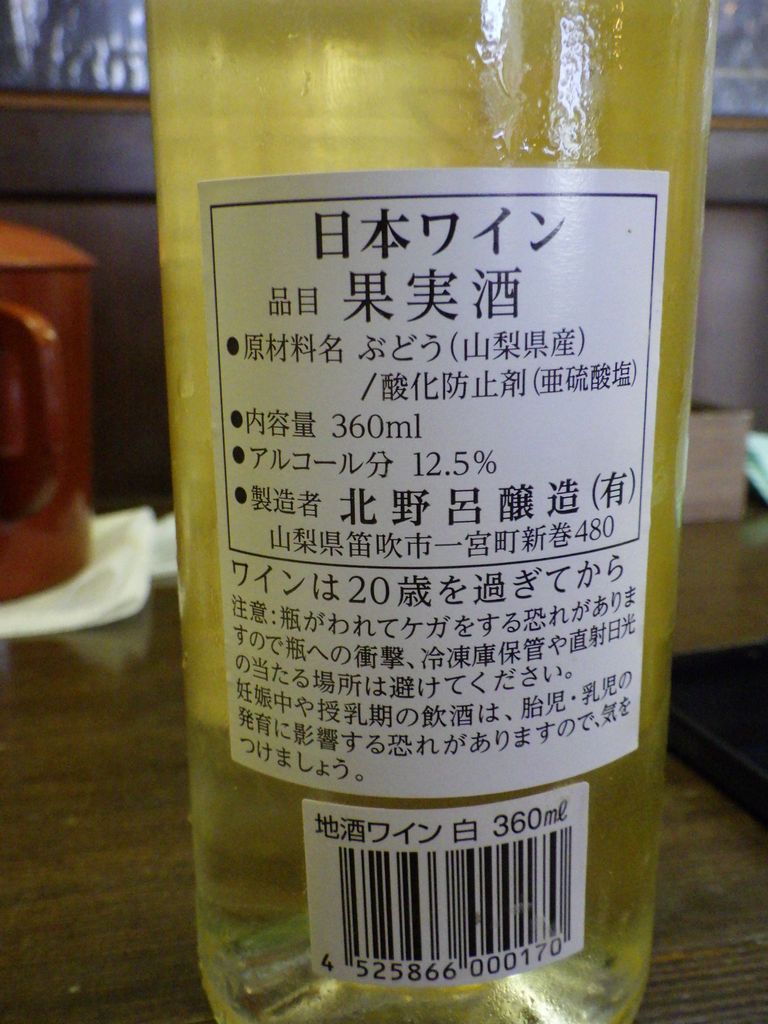 日本ワイン
品目 果実酒
●原材料名 ぶどう(山梨県産)
/酸化防止剤(亜硫酸塩)
●内容量 360ml
●アルコール分 12.5%
●製造者 北野呂醸造(有)
山梨県笛吹市一宮町新巻480
ワインは20歳を過ぎてから
注意:瓶がわれてケガをする恐れがありま
すので瓶への衝撃、冷凍庫保管や直射日光
の当たる場所は避けてください。
妊娠中や授乳期の飲酒は、胎児・乳児の
発育に影響する恐れがありますので、気を
つけましょう。
地酒ワイン 白 360ml
4 525866 000170